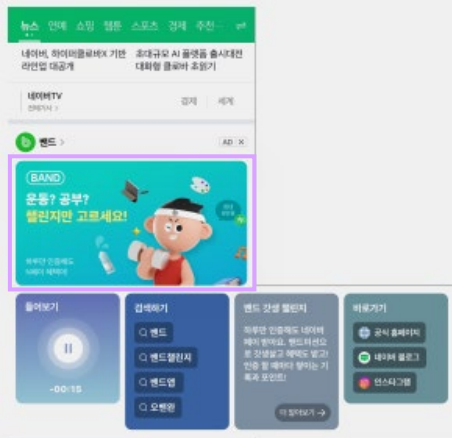 뉴스 연예 쇼핑 웹툰 스포츠 경제 추천
네이버, 하이퍼클로바X 기반
라인업 대공개
초대규모 AI 플랫폼 출시대전
대화형 클로바 초읽기
네이버TV
경제 세계
밴드
AD
BAND
운동? 공부?
챌린지만 고르세요!
하루만 인증해도
들어보기
-00:15
검색하기
밴드
밴드챌린지
밴드앱
오뺀완
밴드 갓생 챌린지
하루만 인증해도 네이버
페이 받아요. 밴드미션으
로 갓생살고 혜택도 받고!
인증 할 때마다 쌓이는 기
록과 포인트!
더 알아보기
바로가기
공식 홈페이지
네이버 블로그
인스타그램